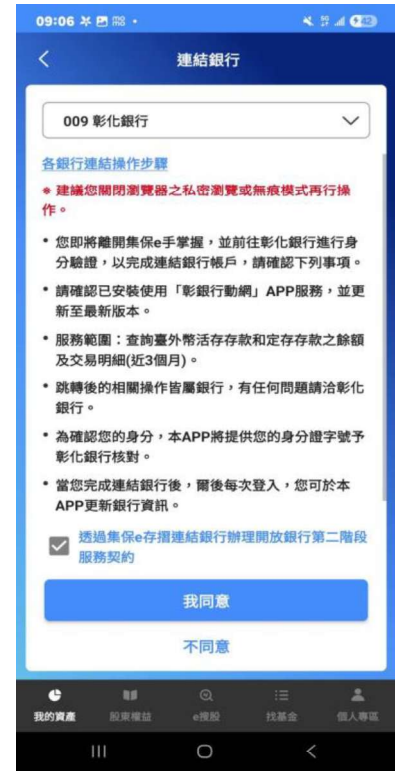 09:06
連結銀行
009 彰化銀行
各銀行連結操作步驟
* 建議您關閉瀏覽器之私密瀏覽或無痕模式再行操
作。
• 您即將離開集保e手掌握，並前往彰化銀行進行身
分驗證，以完成連結銀行帳戶，請確認下列事項。
• 請確認已安裝使用「彰銀行動網」APP服務，並更
新至最新版本。
• 服務範圍：查詢臺外幣活存存款和定存存款之餘額
及交易明細(近3個月)。
• 跳轉後的相關操作皆屬銀行，有任何問題請洽彰化
銀行。
• 為確認您的身分，本APP將提供您的身分證字號予
彰化銀行核對。
• 當您完成連結銀行後，爾後每次登入，您可於本
APP更新銀行資訊。
透過集保e存摺連結銀行辦理開放銀行第二階段
服務契約
我同意
不同意
我的資產 股東權益 e搜股 找基金 個人專區